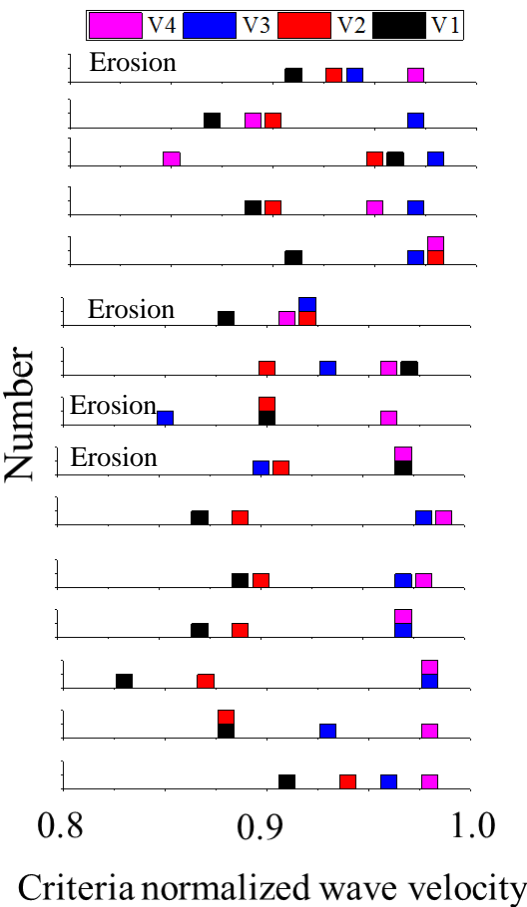 V4 V3 V2 V1
Erosion
Erosion
Erosion
Erosion
Number
0.8 0.9 1.0
Criteria normalized wave velocity